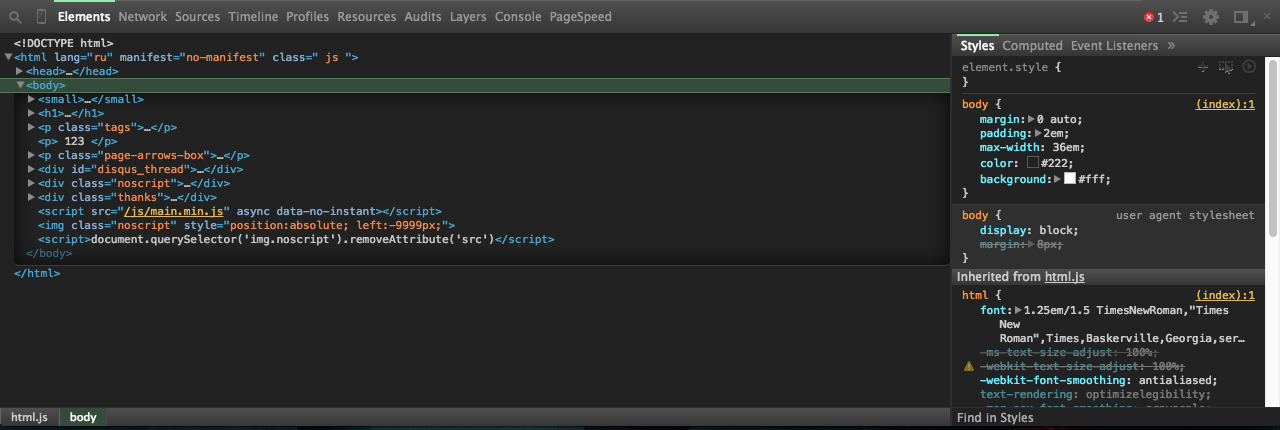 Elements Network Sources Timeline Profiles Resources Audits Layers Console PageSpeed
1
<!DOCTYPE html>
<html lang="ru" manifest="no-manifest" class=" js ">
<head>…</head>
<body>
<small>…</small>
<h1>…</h1>
<p class="tags">…</p>
<p> 123 </p>
<p class="page-arrows-box">…</p>
<div id="disqus_thread">…</div>
<div class="noscript">…</div>
<div class="thanks">…</div>
<script src="/js/main.min.js" async data-no-instant></script>
<img class="noscript" style="position:absolute; left:-9999px;">
<script>document.querySelector('img.noscript').removeAttribute('src')</script>
</body>
</html>
html.js body
Styles Computed Event Listeners »
element.style {
}
body { (index):1
margin: 0 auto;
padding: 2em;
max-width: 36em;
color: #222;
background: #fff;
}
body { user agent stylesheet
display: block;
margin: 8px;
}
Inherited from html.js
html { (index):1
font: 1.25em/1.5 TimesNewRoman,"Times
New
Roman",Times,Baskerville,Georgia,ser…
-ms-text-size-adjust: 100%;
-webkit-text-size-adjust: 100%;
-webkit-font-smoothing: antialiased;
text-rendering: optimizelegibility;
Find in Styles